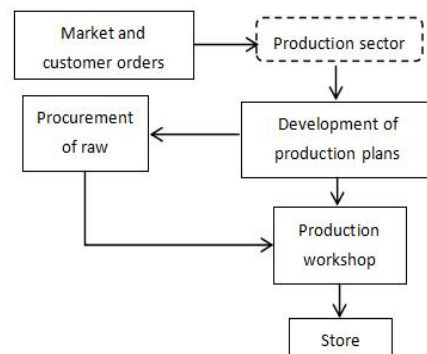 Market and
customer orders
Production sector
Procurement
of raw
Development of
production plans
Production
workshop
Store